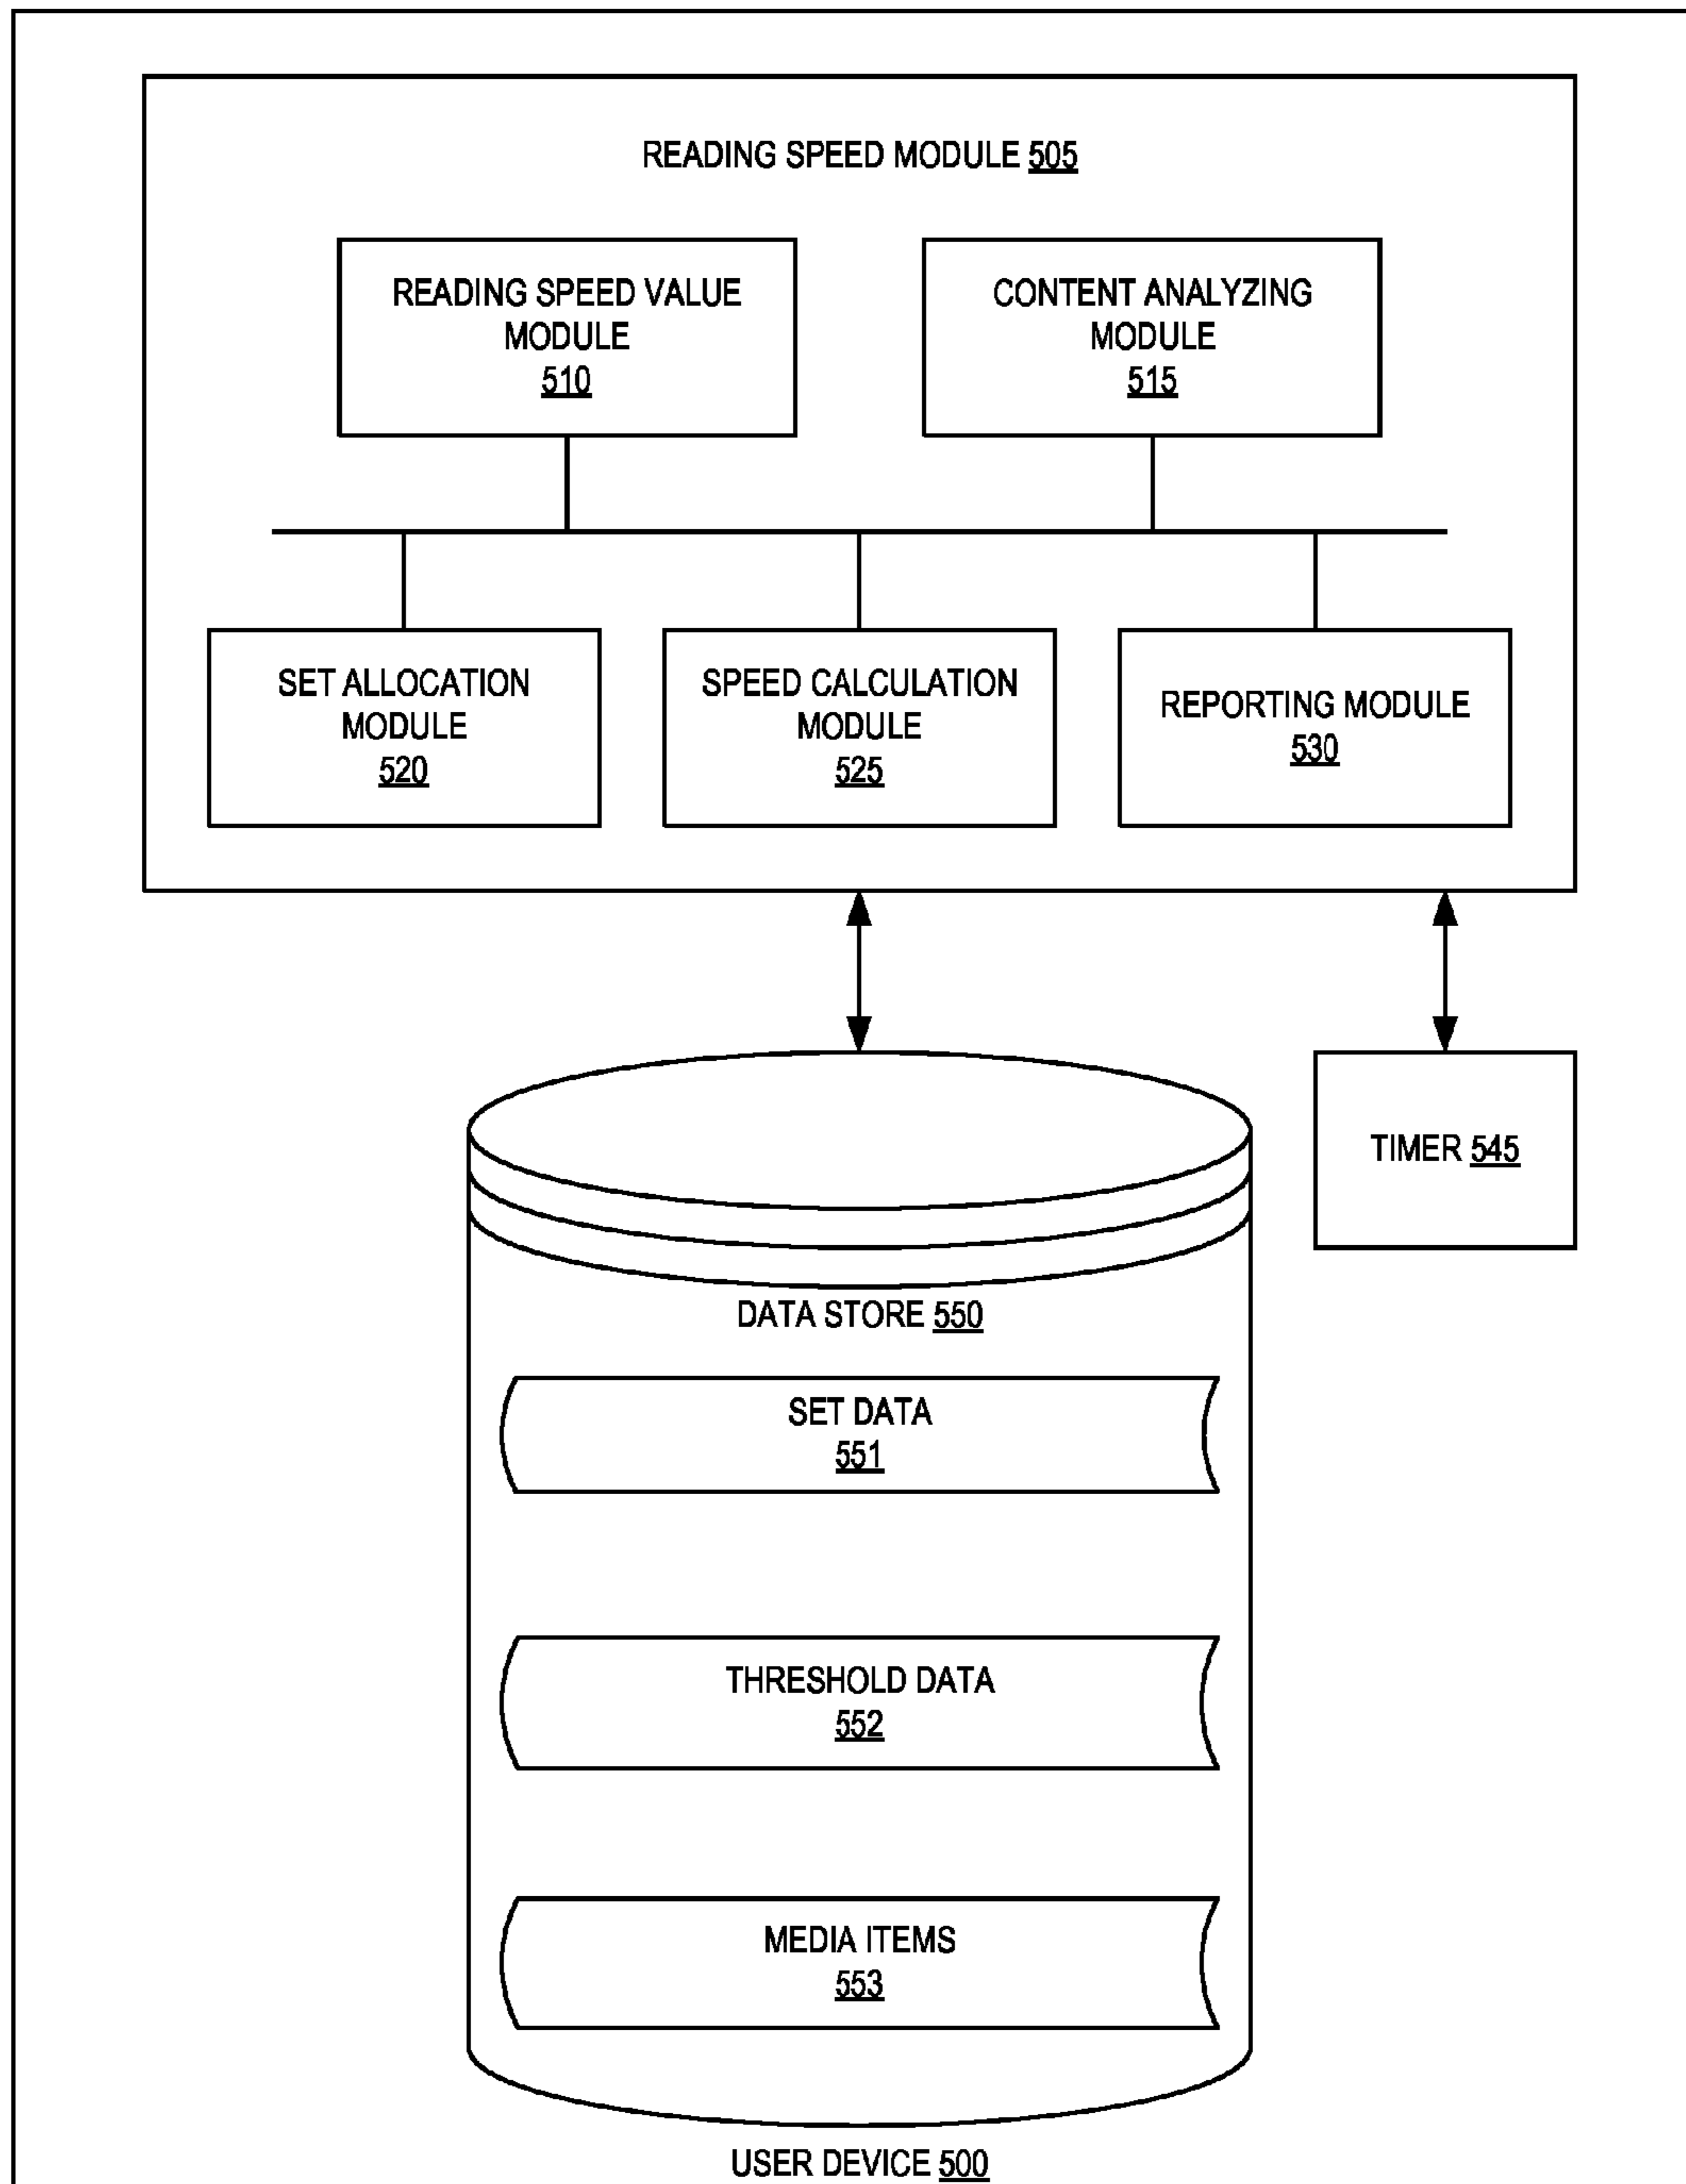 READING SPEED MODULE 505
READING SPEED VALUE
MODULE
510
CONTENT ANALYZING
MODULE
515
SET ALLOCATION
MODULE
520
SPEED CALCULATION
MODULE
525
REPORTING MODULE
530
TIMER 545
DATA STORE 550
SET DATA
551
THRESHOLD DATA
552
MEDIA ITEMS
553
USER DEVICE 500